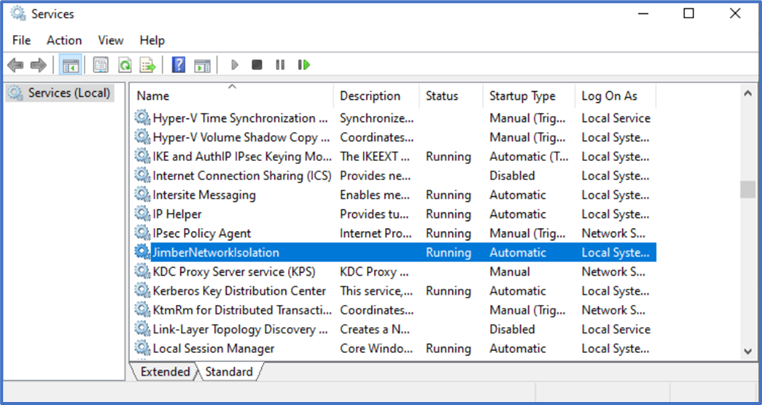 Services
File Action View Help
Services (Local)
Name Description Status Startup Type Log On As
Hyper-V Time Synchronization ... Synchronize... Manual (Trig... Local Service
Hyper-V Volume Shadow Copy ... Coordinates... Manual (Trig... Local Syste...
IKE and AuthIP IPsec Keying Mo... The IKEEXT ... Running Automatic (T... Local Syste...
Internet Connection Sharing (ICS) Provides ne... Disabled Local Syste...
Intersite Messaging Enables me... Running Automatic Local Syste...
IP Helper Provides tu... Running Automatic Local Syste...
IPsec Policy Agent Internet Pro... Running Manual (Trig... Network S...
JimberNetworkIsolation Running Automatic Local Syste...
KDC Proxy Server service (KPS) KDC Proxy ... Manual Network S...
Kerberos Key Distribution Center This service,... Running Automatic Local Syste...
KtmRm for Distributed Transacti... Coordinates... Manual (Trig... Network S...
Link-Layer Topology Discovery ... Creates a N... Disabled Local Service
Local Session Manager Core Windo... Running Automatic Local Syste...
Extended Standard